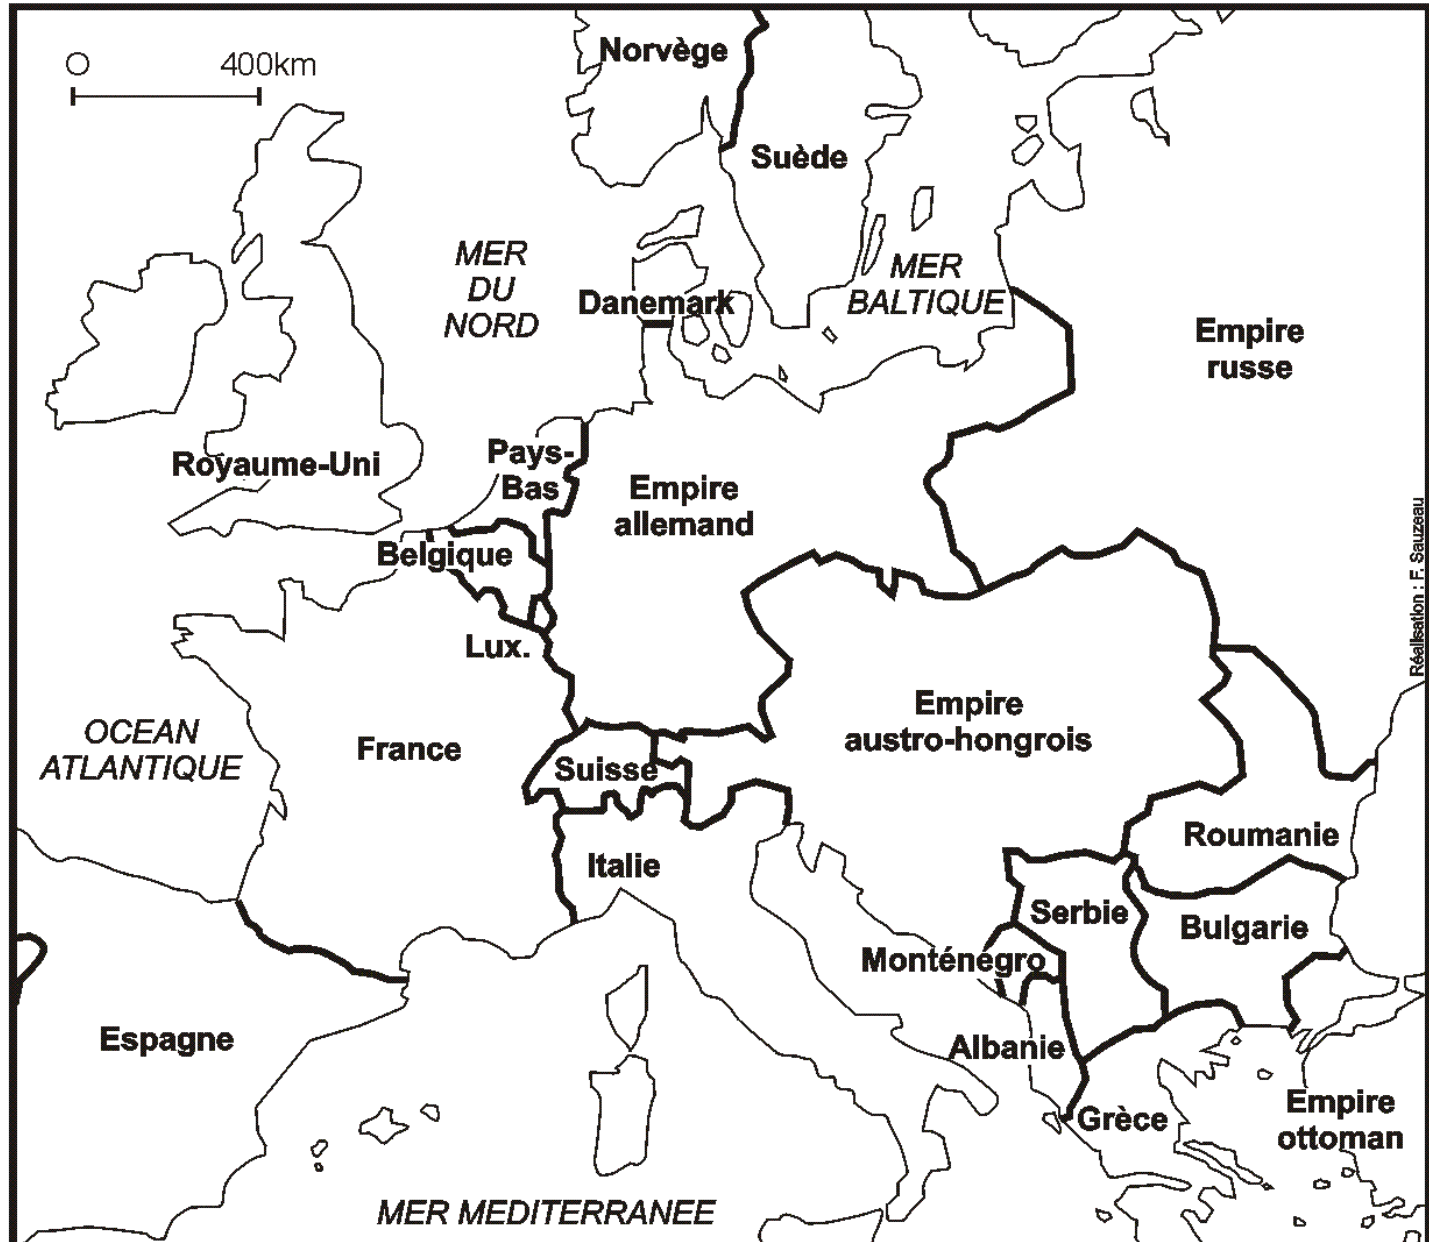 Norvège
O 400km
Suède
MER
DU
NORD
MER
BALTIQUE
Danemark
Empire
russe
Royaume-Uni
Pays-
Bas
Empire
allemand
Belgique
Lux.
Réalisation : F. Sauzeau
OCEAN
ATLANTIQUE
France
Suisse
Empire
austro-hongrois
Roumanie
Italie
Serbie
Bulgarie
Monténégro
Espagne
Albanie
Grèce
Empire
ottoman
MER MEDITERRANEE